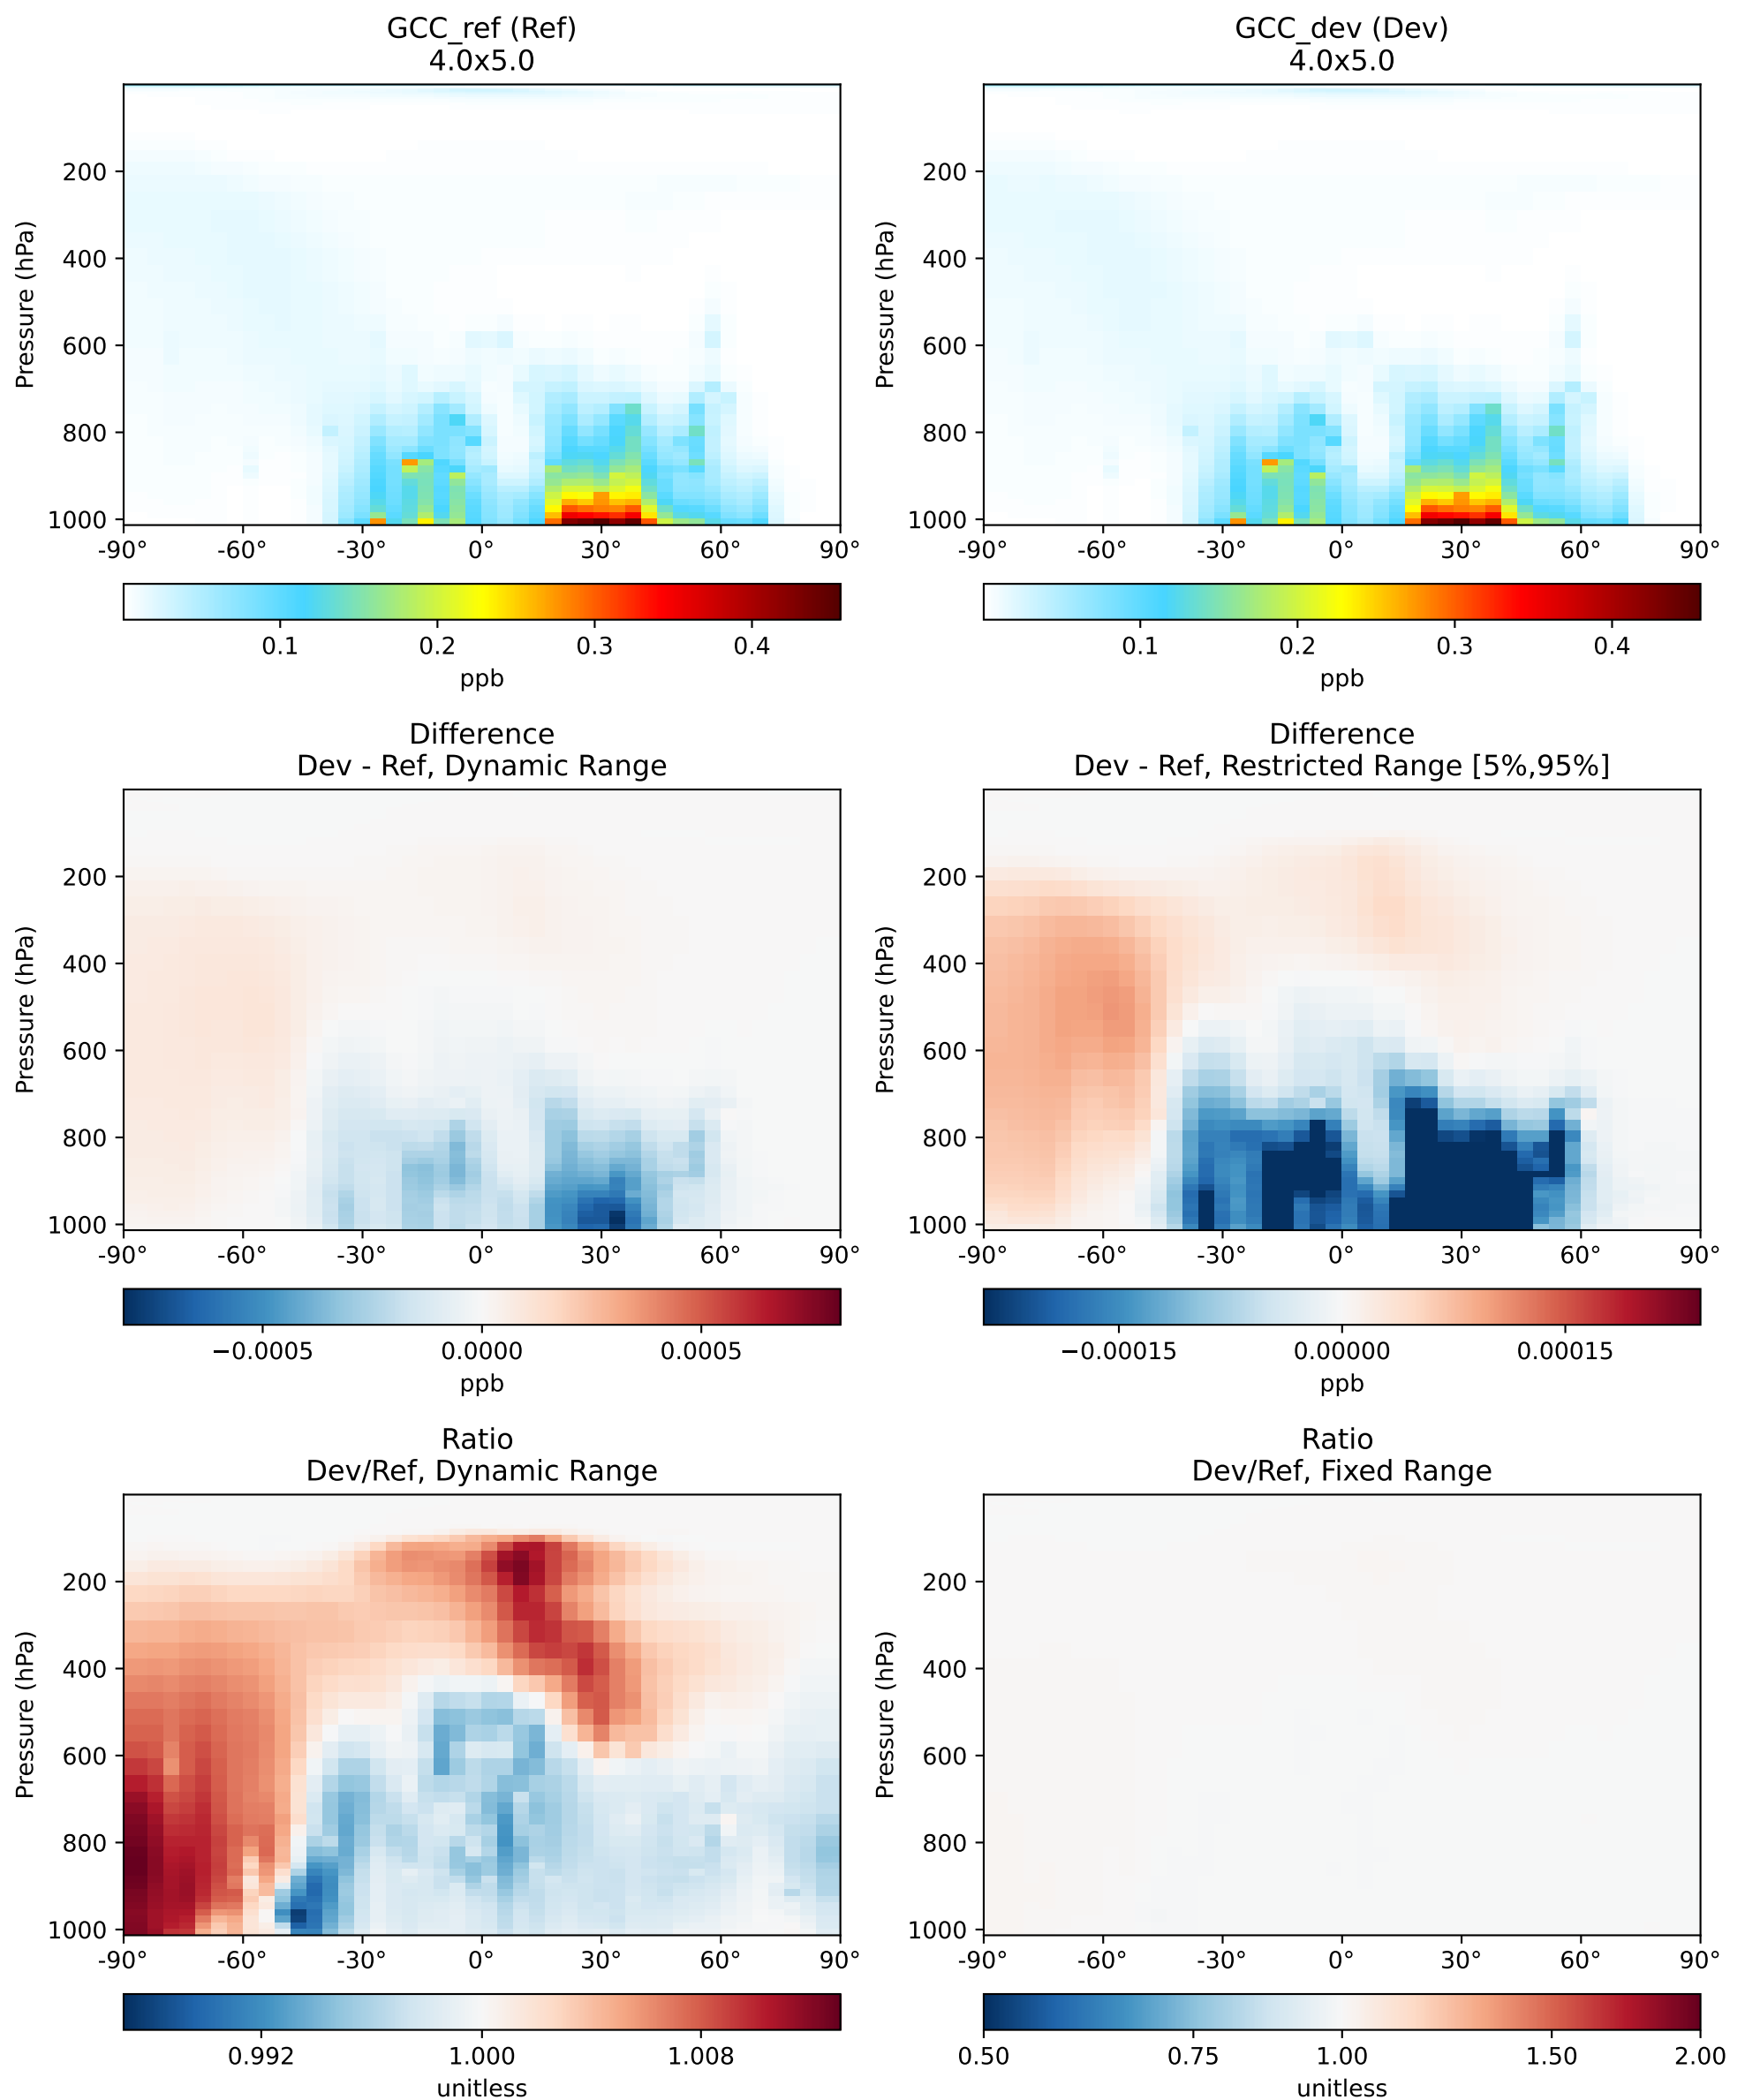 GCC_ref (Ref)
4.0x5.0
Pressure (hPa)
200
400
600
800
1000
-90° -60° -30° 0° 30° 60° 90°
0.1 0.2 0.3 0.4
ppb
GCC_dev (Dev)
4.0x5.0
Pressure (hPa)
200
400
600
800
1000
-90° -60° -30° 0° 30° 60° 90°
0.1 0.2 0.3 0.4
ppb
Difference
Dev - Ref, Dynamic Range
Pressure (hPa)
200
400
600
800
1000
-90° -60° -30° 0° 30° 60° 90°
−0.0005 0.0000 0.0005
ppb
Difference
Dev - Ref, Restricted Range [5%,95%]
Pressure (hPa)
200
400
600
800
1000
-90° -60° -30° 0° 30° 60° 90°
−0.00015 0.00000 0.00015
ppb
Ratio
Dev/Ref, Dynamic Range
Pressure (hPa)
200
400
600
800
1000
-90° -60° -30° 0° 30° 60° 90°
0.992 1.000 1.008
unitless
Ratio
Dev/Ref, Fixed Range
Pressure (hPa)
200
400
600
800
1000
-90° -60° -30° 0° 30° 60° 90°
0.50 0.75 1.00 1.50 2.00
unitless